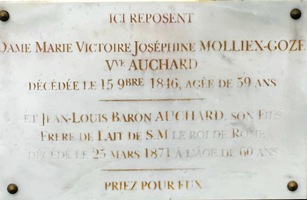 ICI REPOSENT
DAME MARIE VICTOIRE JOSÉPHINE MOLLIEX-GOZE
VVE AUCHARD
DÉCÉDÉE LE 15 9BRE 1846, AGÉE DE 59 ANS
ET JEAN-LOUIS BARON AUCHARD, SON FILS
FRÈRE DE LAIT DE S.M LE ROI DE ROME
DÉCÉDÉ LE 25 MARS 1871 À L'ÂGE DE 60 ANS
PRIEZ POUR EUX